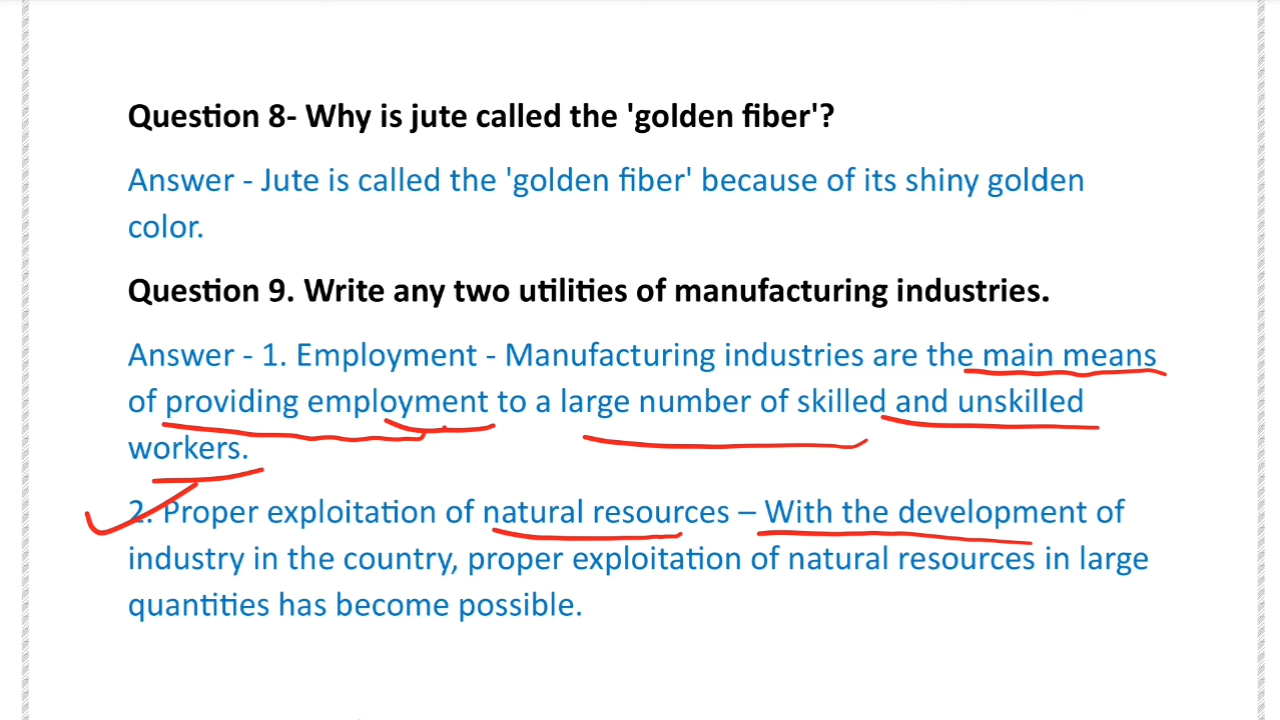 Question 8- Why is jute called the 'golden fiber'?
Answer - Jute is called the 'golden fiber' because of its shiny golden
color.
Question 9. Write any two utilities of manufacturing industries.
Answer - 1. Employment - Manufacturing industries are the main means
of providing employment to a large number of skilled and unskilled
workers.
2. Proper exploitation of natural resources – With the development of
industry in the country, proper exploitation of natural resources in large
quantities has become possible.